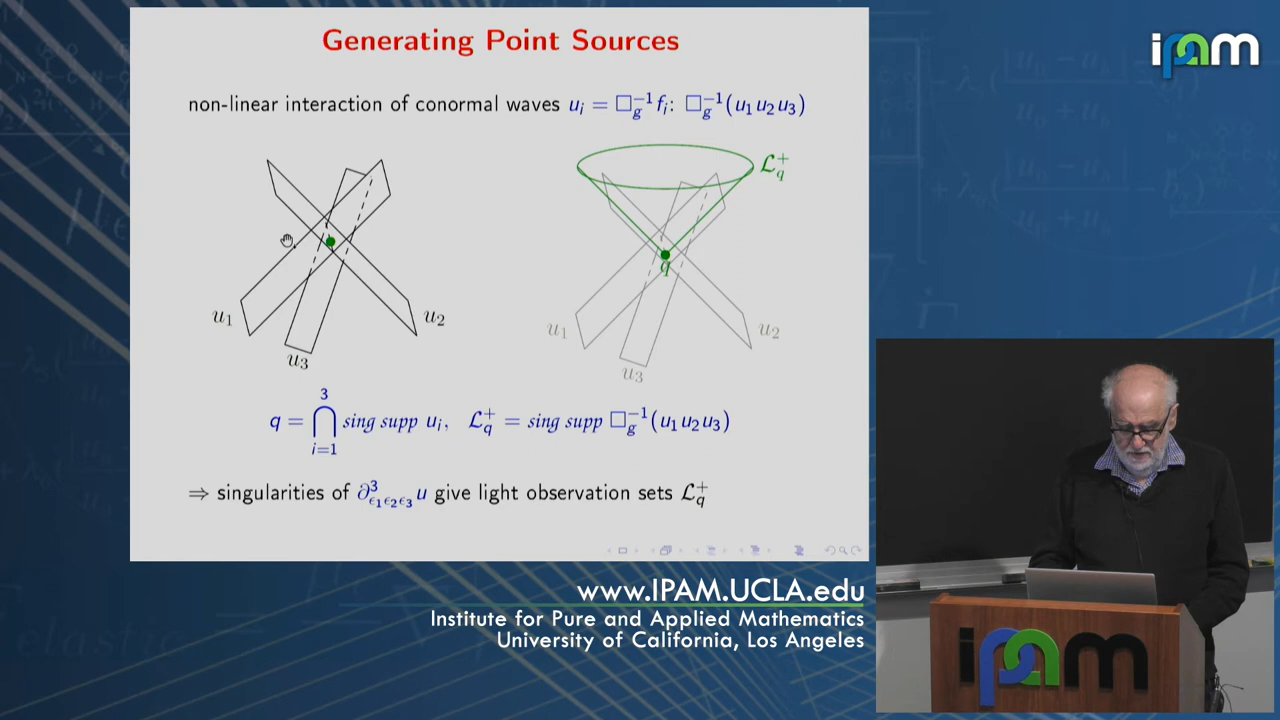 Generating Point Sources
ipam
non-linear interaction of conormal waves u_i = □_g^{-1} f_i: □_g^{-1}(u_1 u_2 u_3)
L_q^+
q
u_1
u_2
u_3
u_1
u_2
u_3
q = ⋂_{i=1}^{3} sing supp u_i, L_q^+ = sing supp □_g^{-1}(u_1 u_2 u_3)
⇒ singularities of ∂^3_{ϵ_1ϵ_2ϵ_3} u give light observation sets L_q^+
www.IPAM.UCLA.edu
Institute for Pure and Applied Mathematics
University of California, Los Angeles
ipam